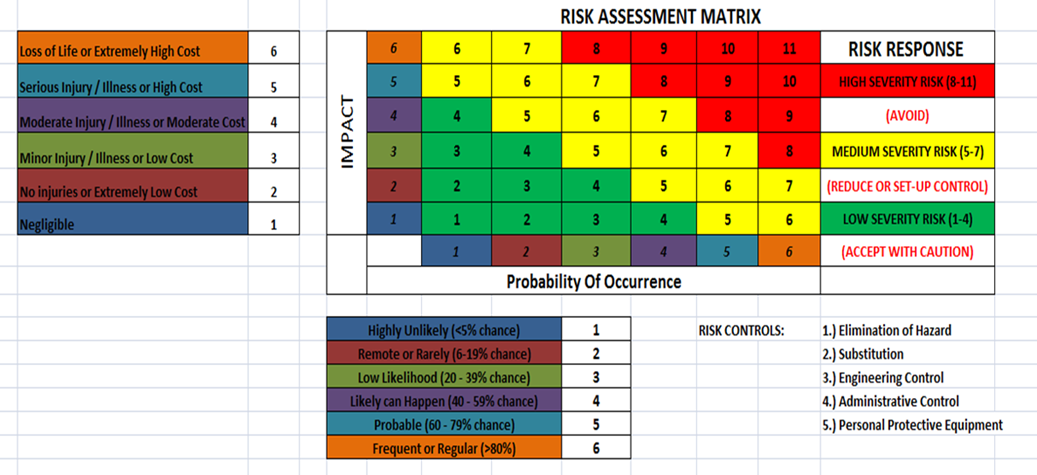 RISK ASSESSMENT MATRIX
Loss of Life or Extremely High Cost 6
Serious Injury / Illness or High Cost 5
Moderate Injury / Illness or Moderate Cost 4
Minor Injury / Illness or Low Cost 3
No injuries or Extremely Low Cost 2
Negligible 1
IMPACT
6 6 7 8 9 10 11 RISK RESPONSE
5 5 6 7 8 9 10 HIGH SEVERITY RISK (8-11)
4 4 5 6 7 8 9 (AVOID)
3 3 4 5 6 7 8 MEDIUM SEVERITY RISK (5-7)
2 2 3 4 5 6 7 (REDUCE OR SET-UP CONTROL)
1 1 2 3 4 5 6 LOW SEVERITY RISK (1-4)
1 2 3 4 5 6 (ACCEPT WITH CAUTION)
Probability Of Occurrence
Highly Unlikely (<5% chance) 1
Remote or Rarely (6-19% chance) 2
Low Likelihood (20 - 39% chance) 3
Likely can Happen (40 - 59% chance) 4
Probable (60 - 79% chance) 5
Frequent or Regular (>80%) 6
RISK CONTROLS: 1.) Elimination of Hazard
2.) Substitution
3.) Engineering Control
4.) Administrative Control
5.) Personal Protective Equipment